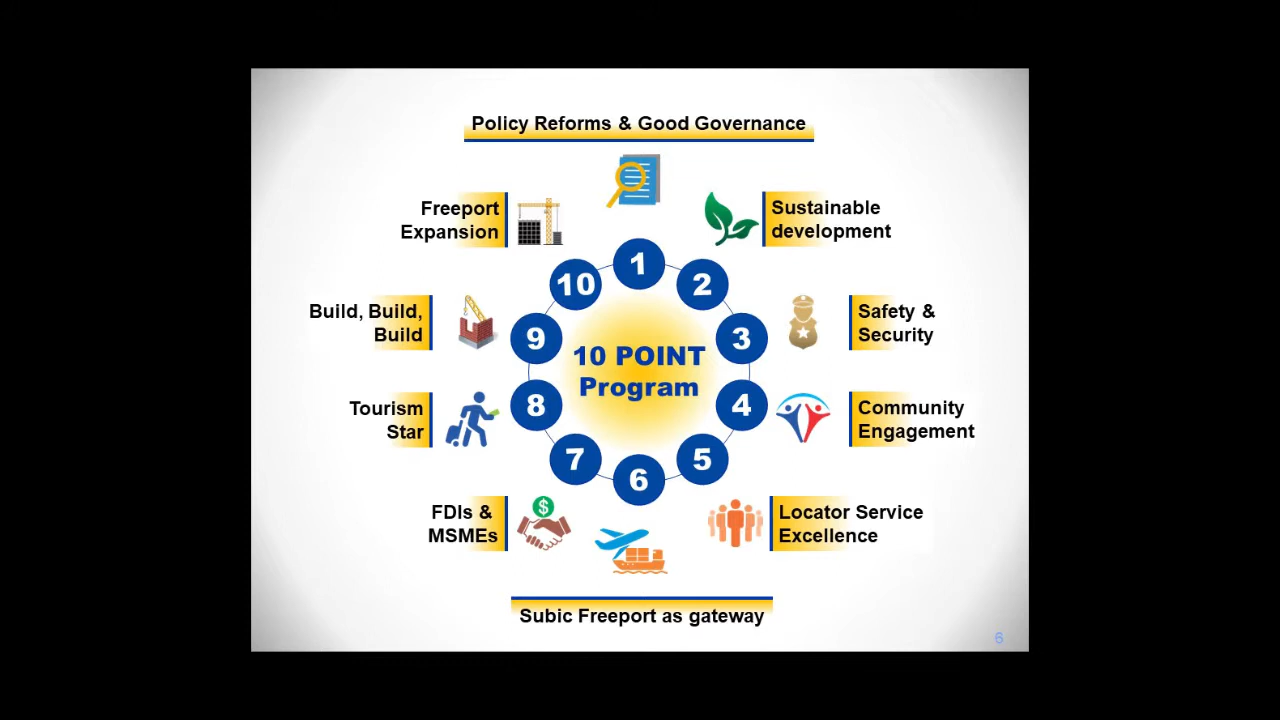 Policy Reforms & Good Governance
Freeport
Expansion
Sustainable
development
1
10
2
Build, Build,
Build
Safety &
Security
9
3
10 POINT
Program
Tourism
Star
8
4
Community
Engagement
7
5
6
FDIs &
MSMEs
$
Locator Service
Excellence
Subic Freeport as gateway
6